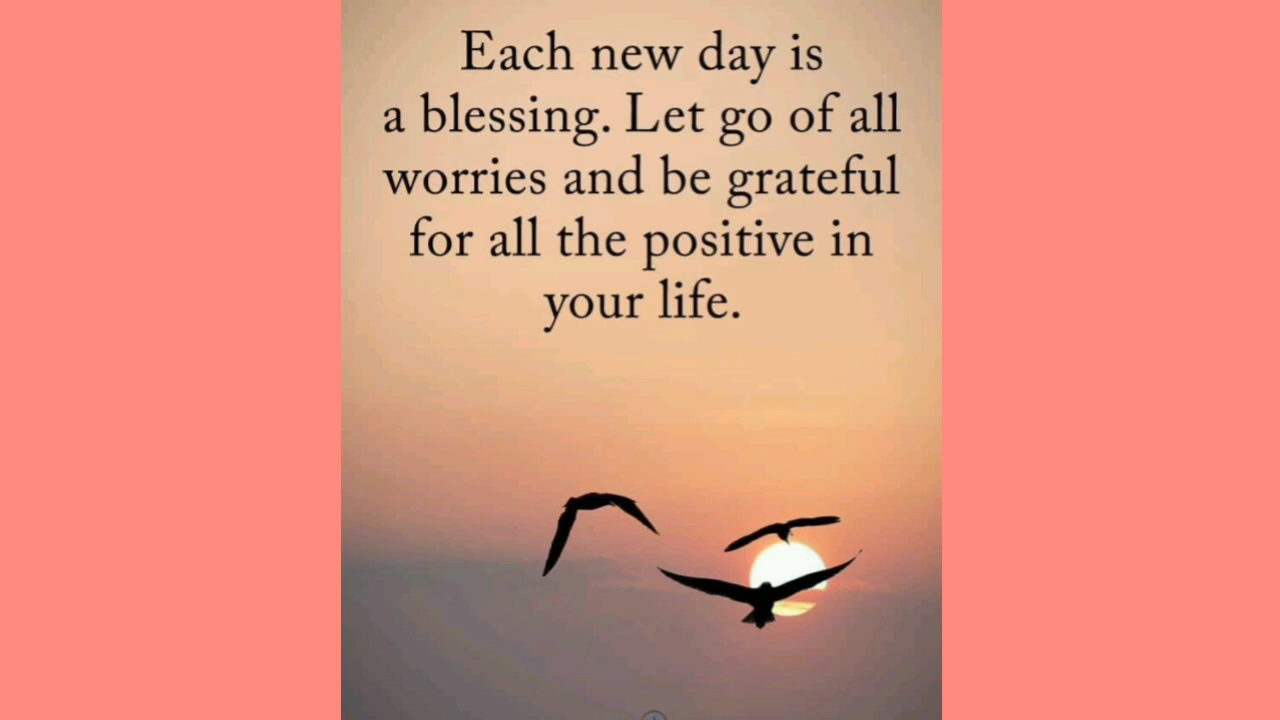 Each new day is
a blessing. Let go of all
worries and be grateful
for all the positive in
your life.